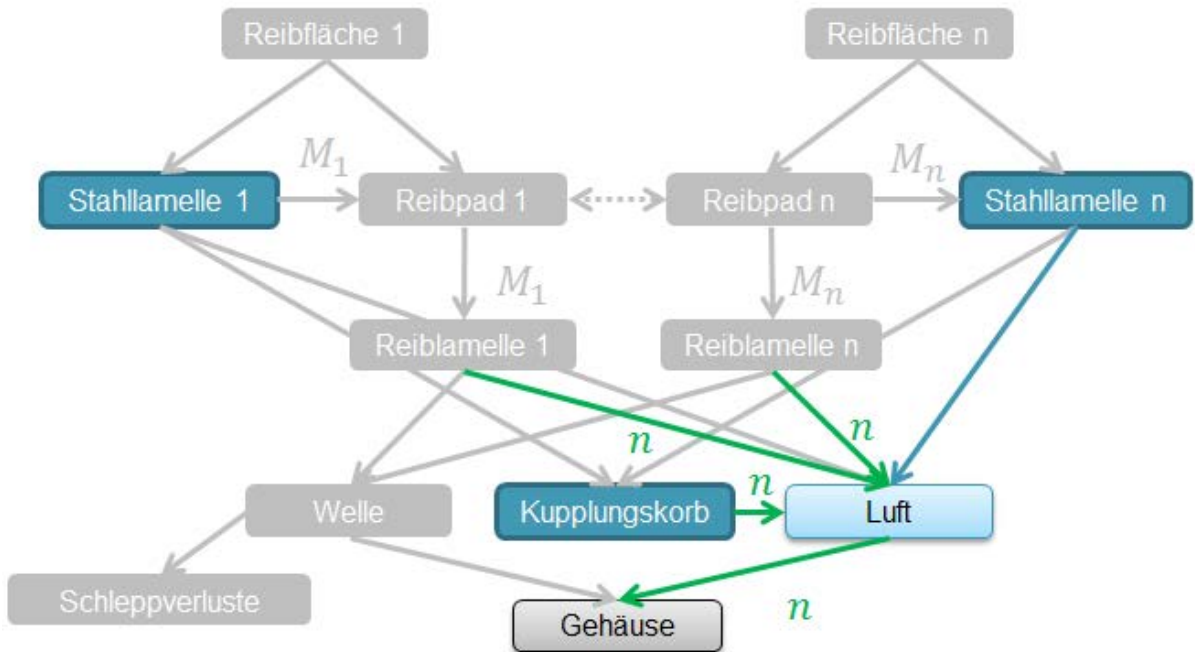 Reibfläche 1
Reibfläche n
M₁
Mₙ
Stahllamelle 1
Reibpad 1
Reibpad n
Stahllamelle n
M₁
Mₙ
Reiblamelle 1
Reiblamelle n
n
n
n
Welle
Kupplungskorb
Luft
Schleppverluste
n
Gehäuse